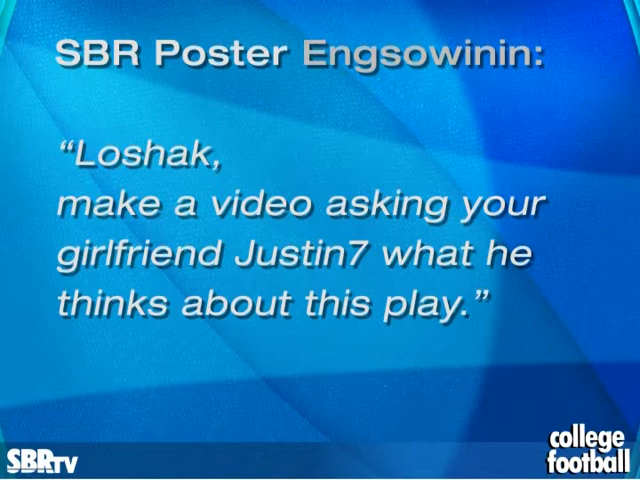 SBR Poster Engsowinin:
“Loshak,
make a video asking your
girlfriend Justin7 what he
thinks about this play.”
SBRTV
college
football